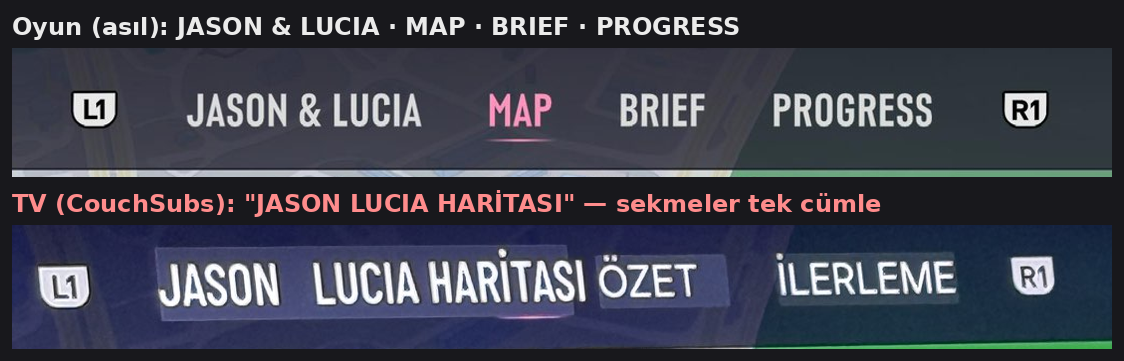 Oyun (asıl): JASON & LUCIA · MAP · BRIEF · PROGRESS
L1 JASON & LUCIA MAP BRIEF PROGRESS R1
TV (CouchSubs): "JASON LUCIA HARİTASI" — sekmeler tek cümle
L1 JASON LUCIA HARİTASI ÖZET İLERLEME R1